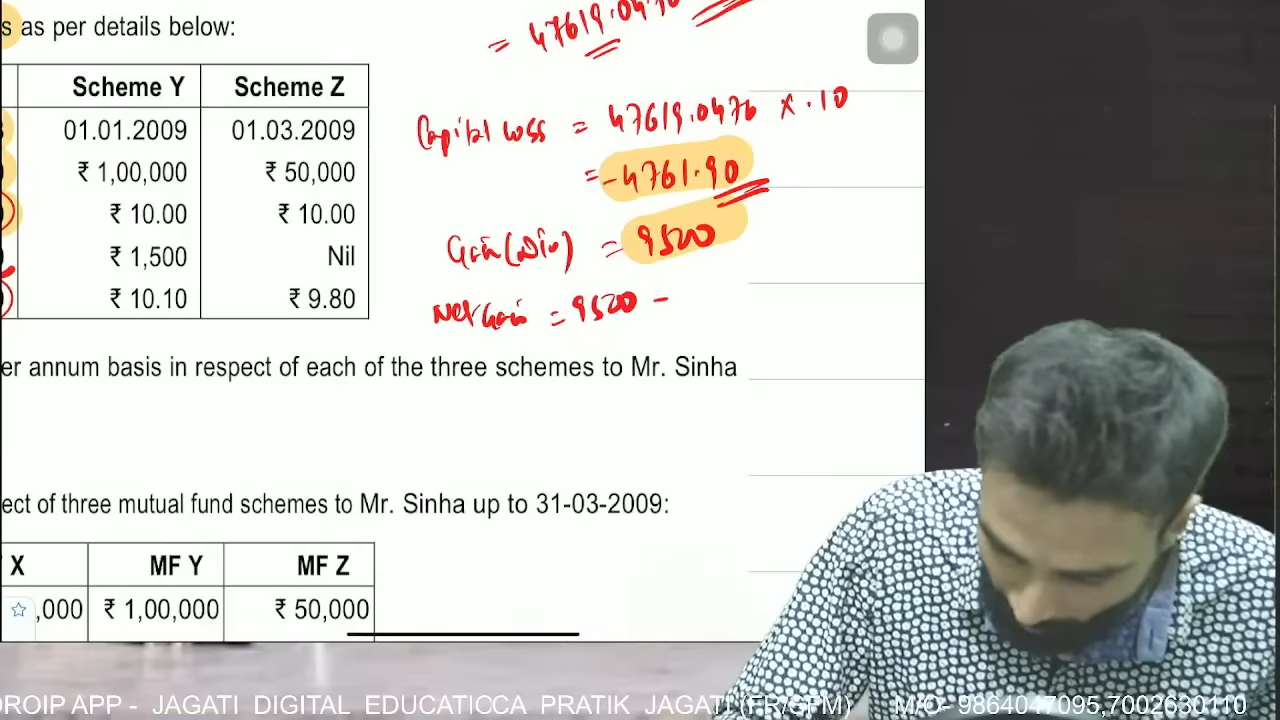 s as per details below:
Scheme Y Scheme Z
01.01.2009 01.03.2009
₹ 1,00,000 ₹ 50,000
₹ 10.00 ₹ 10.00
₹ 1,500 Nil
₹ 10.10 ₹ 9.80
= 47619.0476
Capital Loss = 47619.0476 x .10
= -4761.90
Gain (Div) = 9500
Net Gain = 9500 -
er annum basis in respect of each of the three schemes to Mr. Sinha
ect of three mutual fund schemes to Mr. Sinha up to 31-03-2009:
X MF Y MF Z
,000 ₹ 1,00,000 ₹ 50,000
DROIP APP - JAGATI DIGITAL EDUCATICCA PRATIK JAGATI (FR/SFM) M/O- 9864047095,7002630110